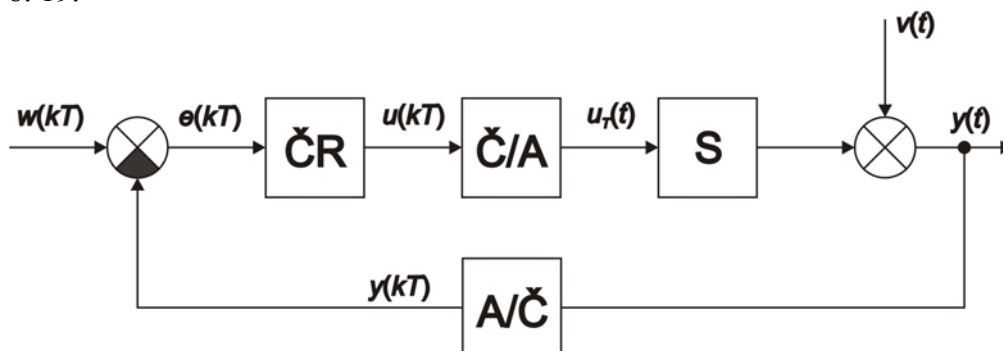 v(t)
w(kT) e(kT) ČR u(kT) Č/A u_T(t) S y(t)
y(kT) A/Č